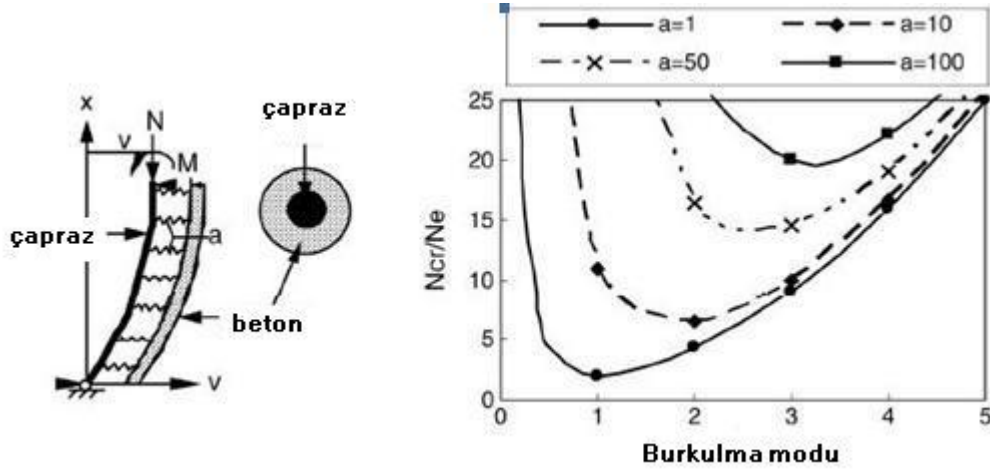 x
N
v
M
çapraz
a
beton
v
çapraz
a=1
a=10
a=50
a=100
Ncr/Ne
25
20
15
10
5
0
0 1 2 3 4 5
Burkulma modu